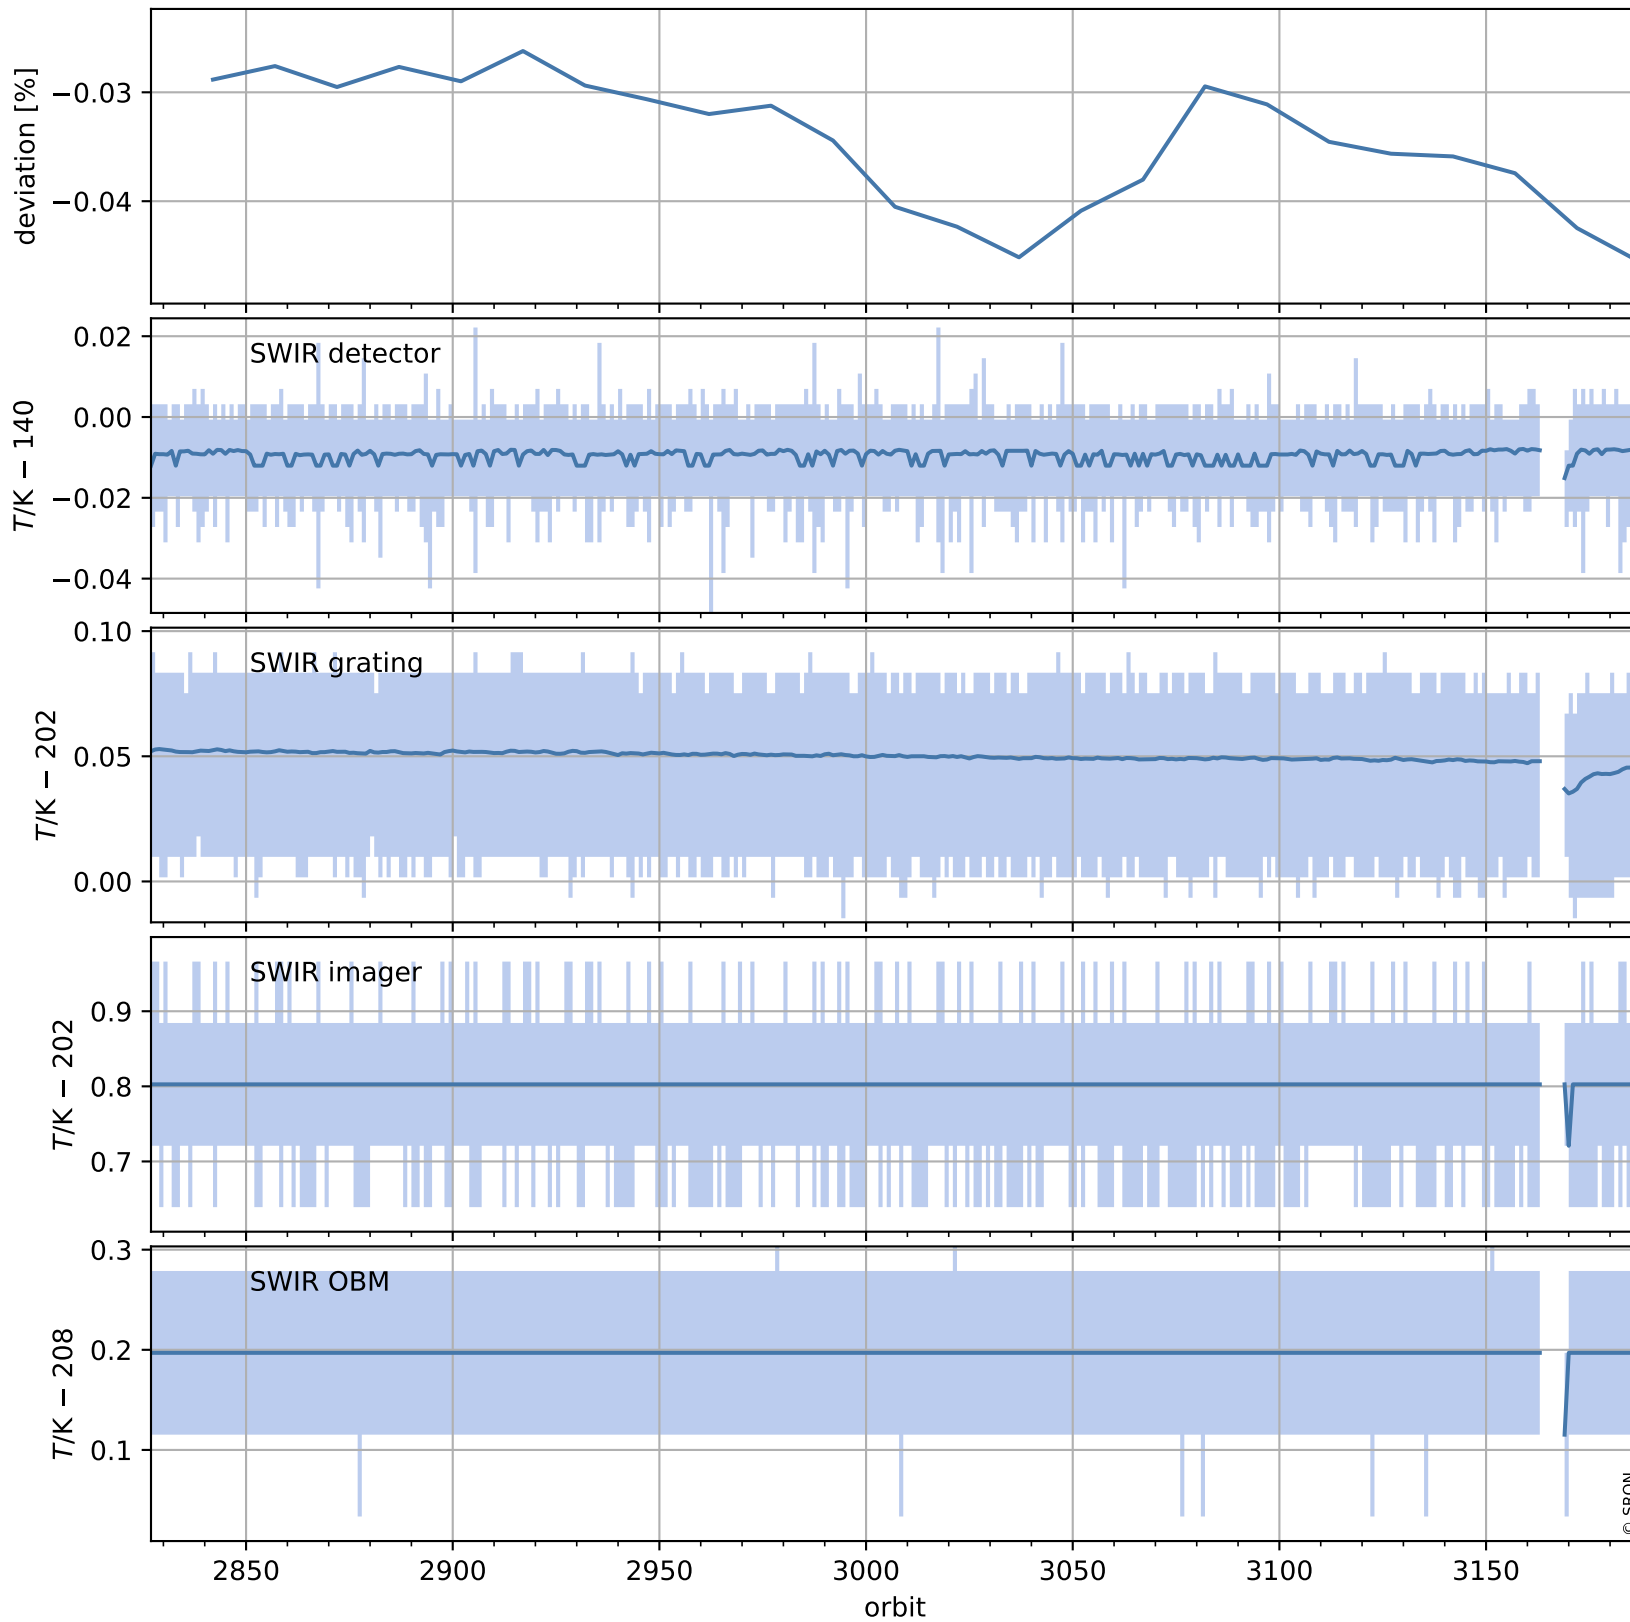 deviation [%]
−0.03
−0.04
SWIR detector
T/K − 140
0.02
0.00
−0.02
−0.04
SWIR grating
T/K − 202
0.10
0.05
0.00
SWIR imager
T/K − 202
0.9
0.8
0.7
SWIR OBM
T/K − 208
0.3
0.2
0.1
© SRON
2850 2900 2950 3000 3050 3100 3150
orbit